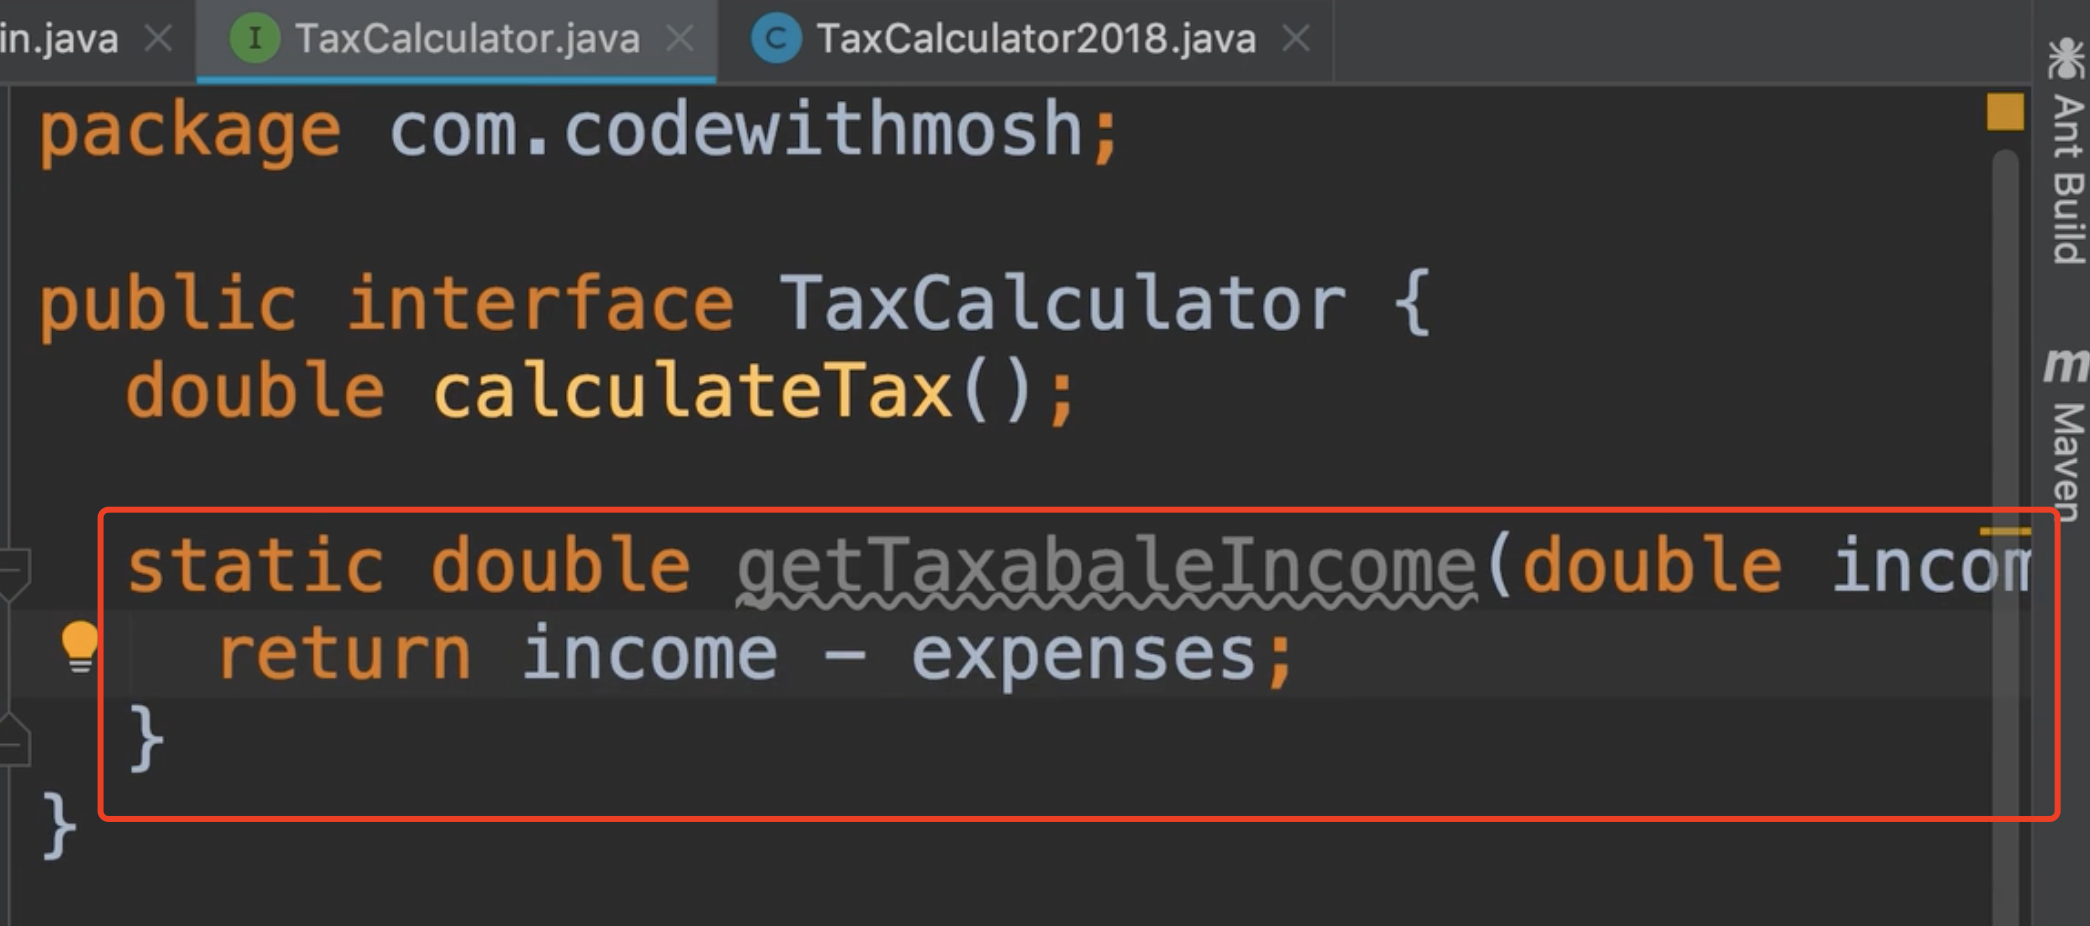 in.java TaxCalculator.java TaxCalculator2018.java
package com.codewithmosh;
public interface TaxCalculator {
double calculateTax();
static double getTaxabaleIncome(double incom
return income - expenses;
}
}
Ant Build
Maven